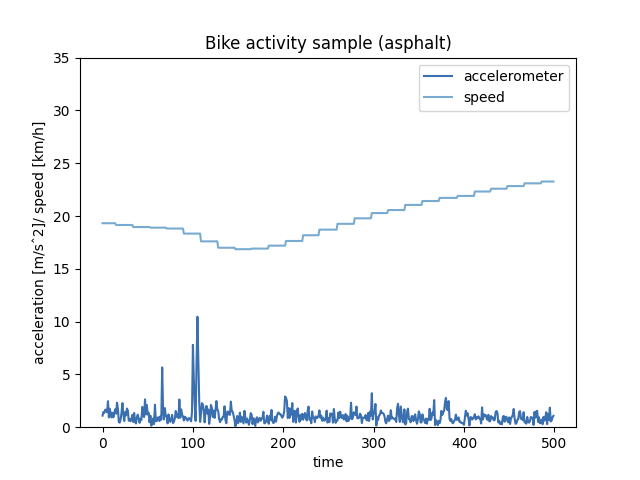 Bike activity sample (asphalt)
accelerometer
speed
acceleration [m/s^2]/ speed [km/h]
35
30
25
20
15
10
5
0
0 100 200 300 400 500
time